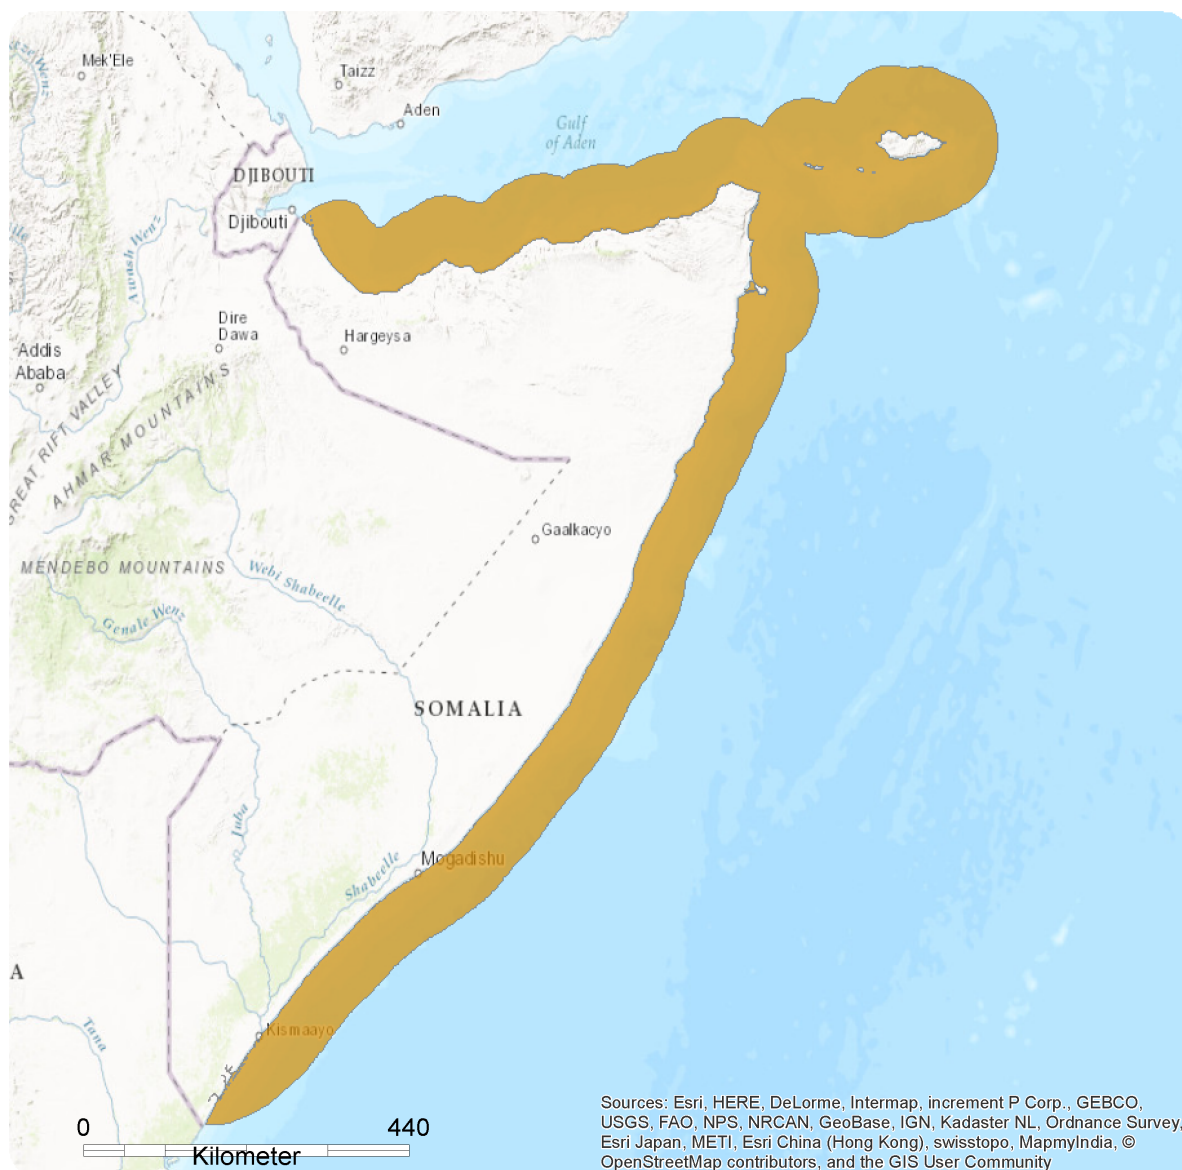 Mek'Ele
Taizz
Aden
Gulf
of Aden
DJIBOUTI
Djibouti
Awash Wenz
Dire
Dawa
Hargeysa
Addis
Ababa
GREAT RIFT VALLEY
AHMAR MOUNTAINS
Gaalkacyo
MENDEBO MOUNTAINS
Webi Shabeelle
Genale Wenz
SOMALIA
Juba
Mogadishu
Shabeelle
A
Kismaayo
Tana
0 440
Kilometer
Sources: Esri, HERE, DeLorme, Intermap, increment P Corp., GEBCO,
USGS, FAO, NPS, NRCAN, GeoBase, IGN, Kadaster NL, Ordnance Survey,
Esri Japan, METI, Esri China (Hong Kong), swisstopo, MapmyIndia, ©
OpenStreetMap contributors, and the GIS User Community